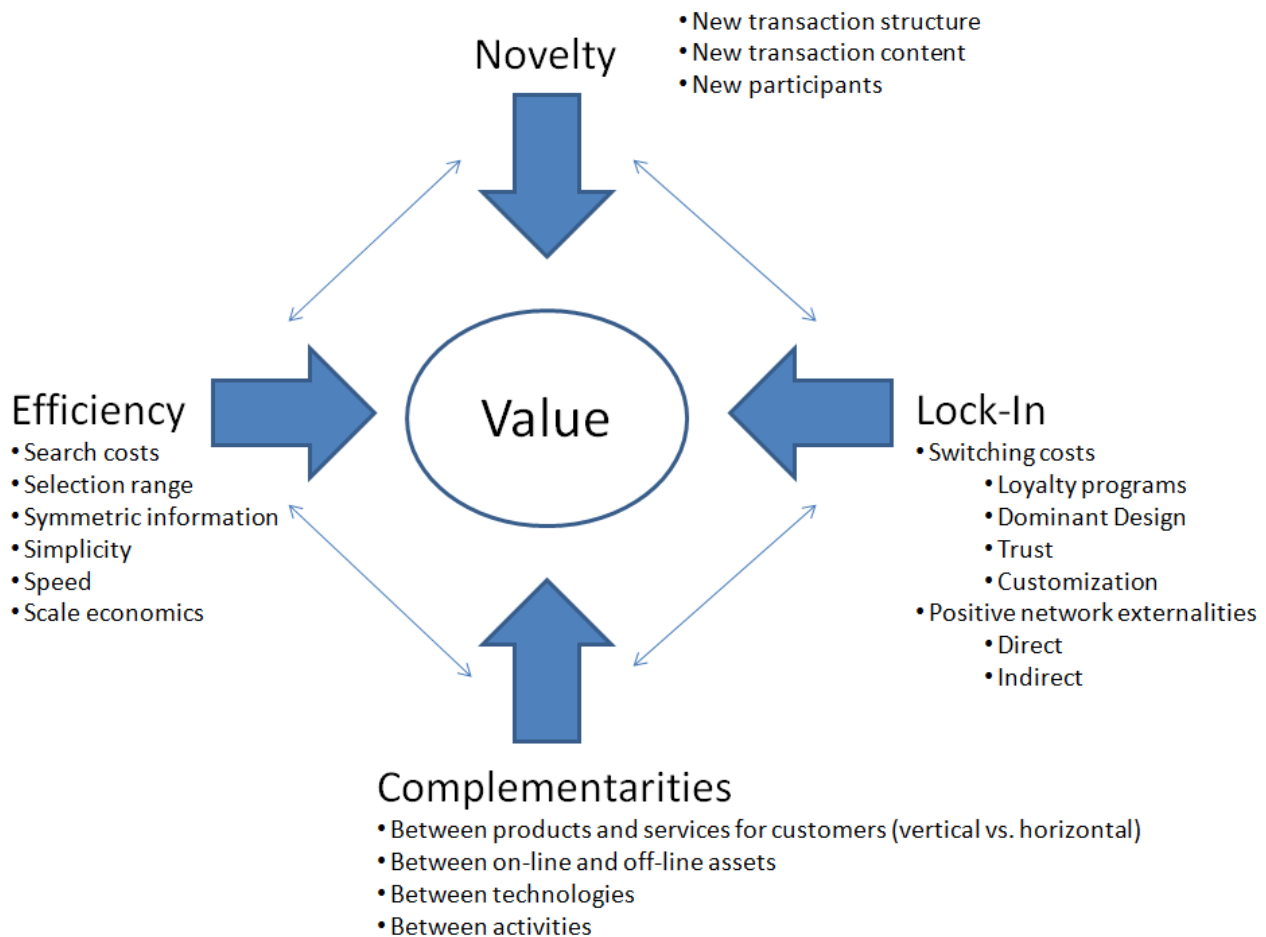 Novelty
• New transaction structure
• New transaction content
• New participants
Value
Efficiency
• Search costs
• Selection range
• Symmetric information
• Simplicity
• Speed
• Scale economics
Lock-In
• Switching costs
• Loyalty programs
• Dominant Design
• Trust
• Customization
• Positive network externalities
• Direct
• Indirect
Complementarities
• Between products and services for customers (vertical vs. horizontal)
• Between on-line and off-line assets
• Between technologies
• Between activities